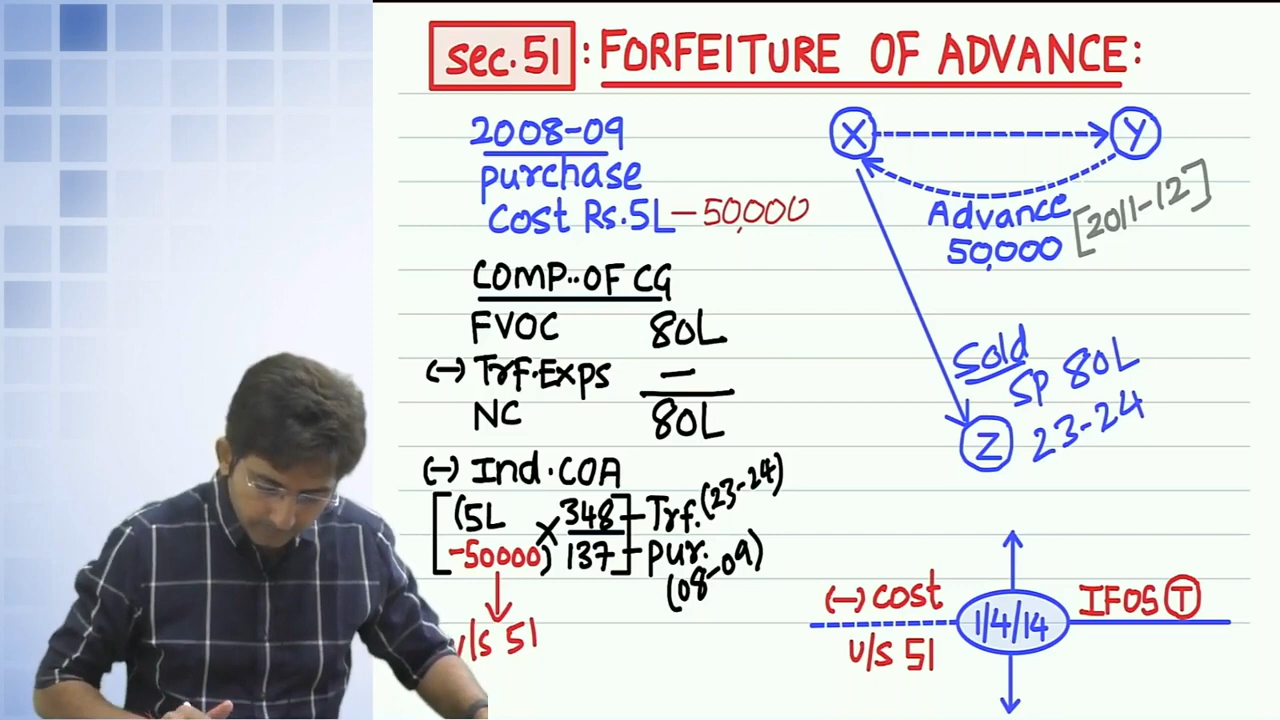 sec.51 : FORFEITURE OF ADVANCE:
2008-09
purchase
Cost Rs.5L - 50,000
X
Y
Advance
50,000
[2011-12]
COMP..OF CG
FVOC 80L
(-) Trf.Exps —
NC 80L
Sold
SP 80L
23-24
Z
(-) Ind.COA
[(5L × 348] - Trf.(23-24)
-50000) 137 - pur.
(08-09)
u/s 51
(-) cost
u/s 51
1/4/14
IFOS T